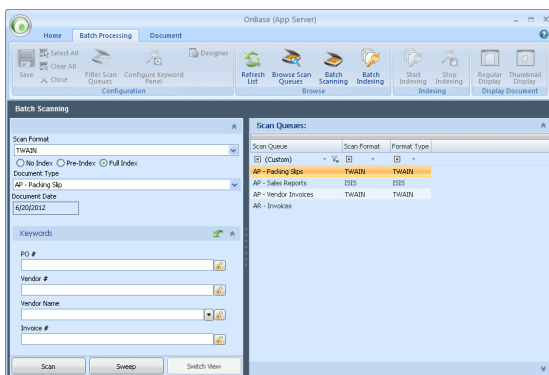 OnBase (App Server)
Home Batch Processing Document
Select All
Clear All
Close
Save
Filter Scan Queues
Configure Keyword Panel
Designer
Configuration
Refresh List
Browse Scan Queues
Batch Scanning
Batch Indexing
Browse
Start Indexing
Stop Indexing
Indexing
Regular Display
Thumbnail Display
Display Document
Batch Scanning
Scan Format
TWAIN
No Index Pre-Index Full Index
Document Type
AP - Packing Slip
Document Date
6/20/2012
Keywords
PO #
Vendor #
Vendor Name
Invoice #
Scan Sweep Switch View
Scan Queues:
Scan Queue Scan Format Format Type
(Custom)
AP - Packing Slips TWAIN TWAIN
AP - Sales Reports ISIS ISIS
AP - Vendor Invoices TWAIN TWAIN
AR - Invoices